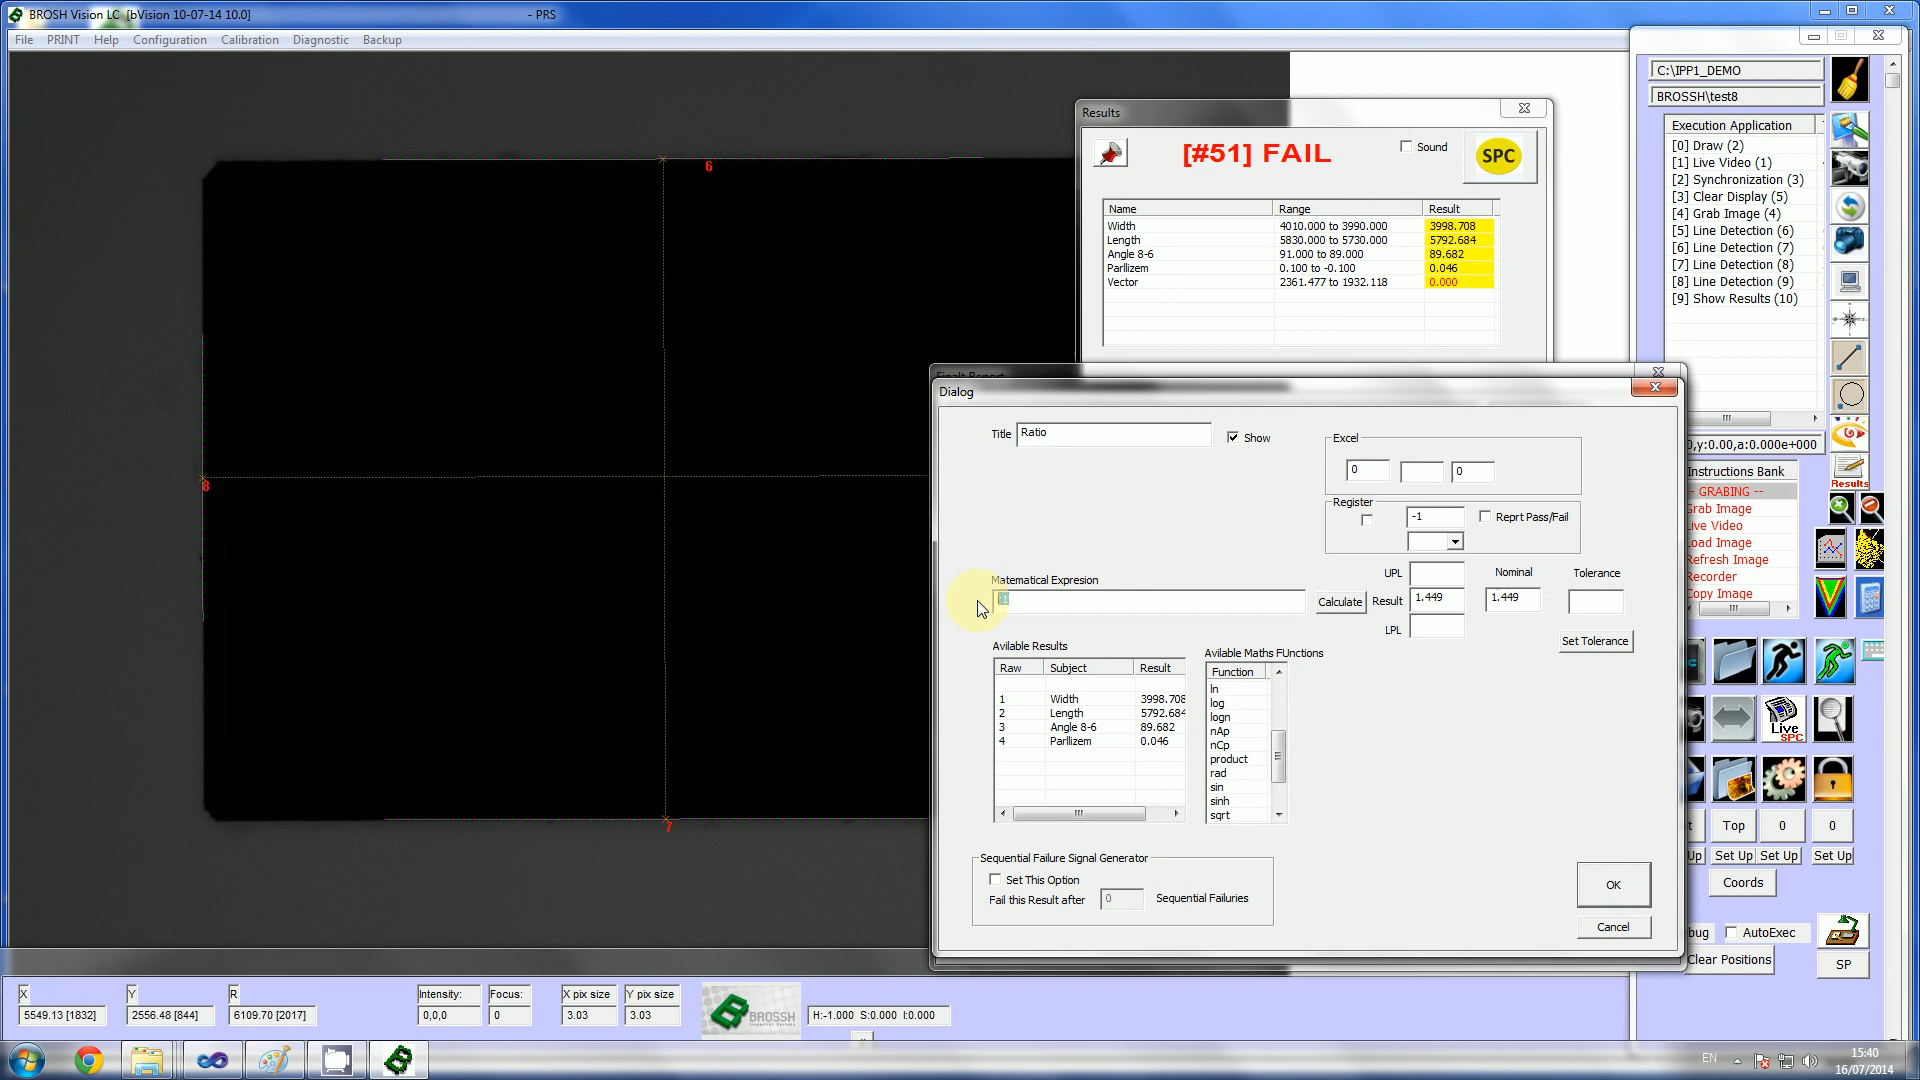 BROSH Vision LC [bVision 10-07-14 10.0] - PRS
File PRINT Help Configuration Calibration Diagnostic Backup
C:\IPP1_DEMO
BROSSH\test8
Execution Application
[0] Draw (2)
[1] Live Video (1)
[2] Synchronization (3)
[3] Clear Display (5)
[4] Grab Image (4)
[5] Line Detection (6)
[6] Line Detection (7)
[7] Line Detection (8)
[8] Line Detection (9)
[9] Show Results (10)
Results
[#51] FAIL
Sound
SPC
Name Range Result
Width 4010.000 to 3990.000 3998.708
Length 5830.000 to 5730.000 5792.684
Angle 8-6 91.000 to 89.000 89.682
Parllizem 0.100 to -0.100 0.046
Vector 2361.477 to 1932.118 0.000
6
8
7
Dialog
Title Ratio
Show
Excel
0 0
Register
-1
Reprt Pass/Fail
Matematical Expresion
Calculate
UPL
Result 1.449
LPL
Nominal
1.449
Tolerance
Set Tolerance
Avilable Results
Raw Subject Result
1 Width 3998.708
2 Length 5792.684
3 Angle 8-6 89.682
4 Parllizem 0.046
Avilable Maths FUnctions
Function
ln
log
logn
nAp
nCp
product
rad
sin
sinh
sqrt
Sequential Failure Signal Generator
Set This Option
Fail this Result after 0 Sequential Failuries
OK
Cancel
0,y:0.00,a:0.000e+000
Instructions Bank
-- GRABING --
Grab Image
Live Video
Load Image
Refresh Image
Recorder
Copy Image
Results
Live
SPC
Top 0 0
Set Up Set Up Set Up
Coords
AutoExec
Clear Positions
SP
X Y R Intensity: Focus: X pix size Y pix size
5549.13 [1832] 2556.48 [844] 6109.70 [2017] 0,0,0 0 3.03 3.03
BROSSH
Inspection Systems
H:-1.000 S:0.000 I:0.000
EN
15:40
16/07/2014